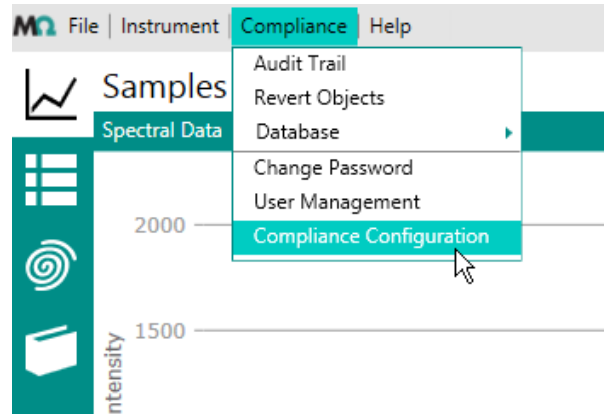 MΩ File | Instrument | Compliance | Help
Samples
Spectral Data
Audit Trail
Revert Objects
Database
Change Password
User Management
Compliance Configuration
2000
1500
ntensity